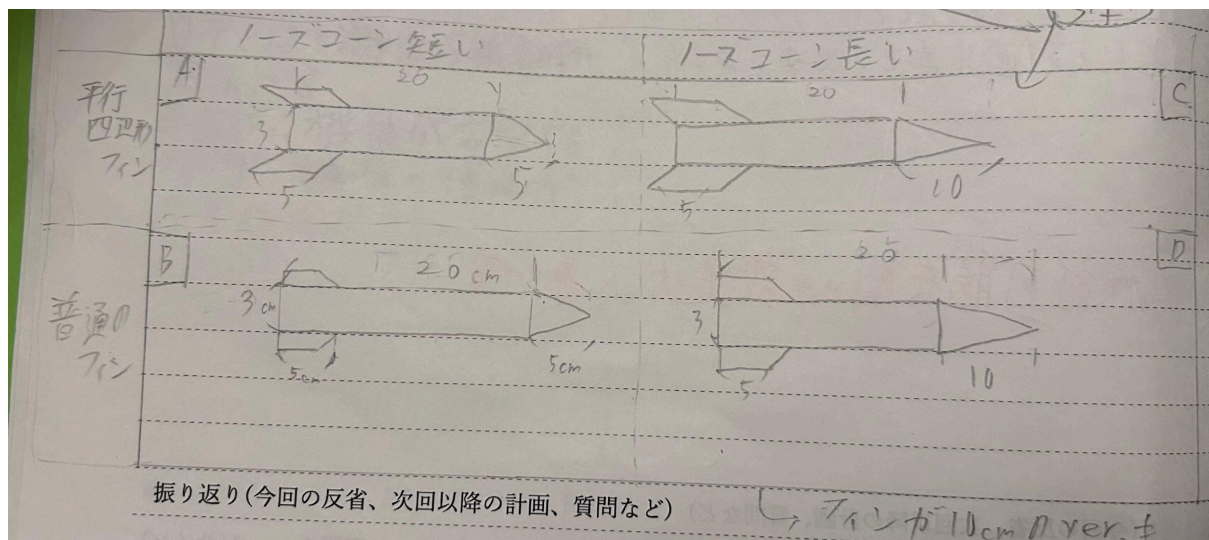 ノーズコーン短い
ノーズコーン長い
平行
四辺形
フィン
A
20
3
5
5
C
20
5
10
普通の
フィン
B
20cm
3cm
5cm
5cm
D
20
3
5
10
振り返り(今回の反省、次回以降の計画、質問など)
フィンが10cmのver.も